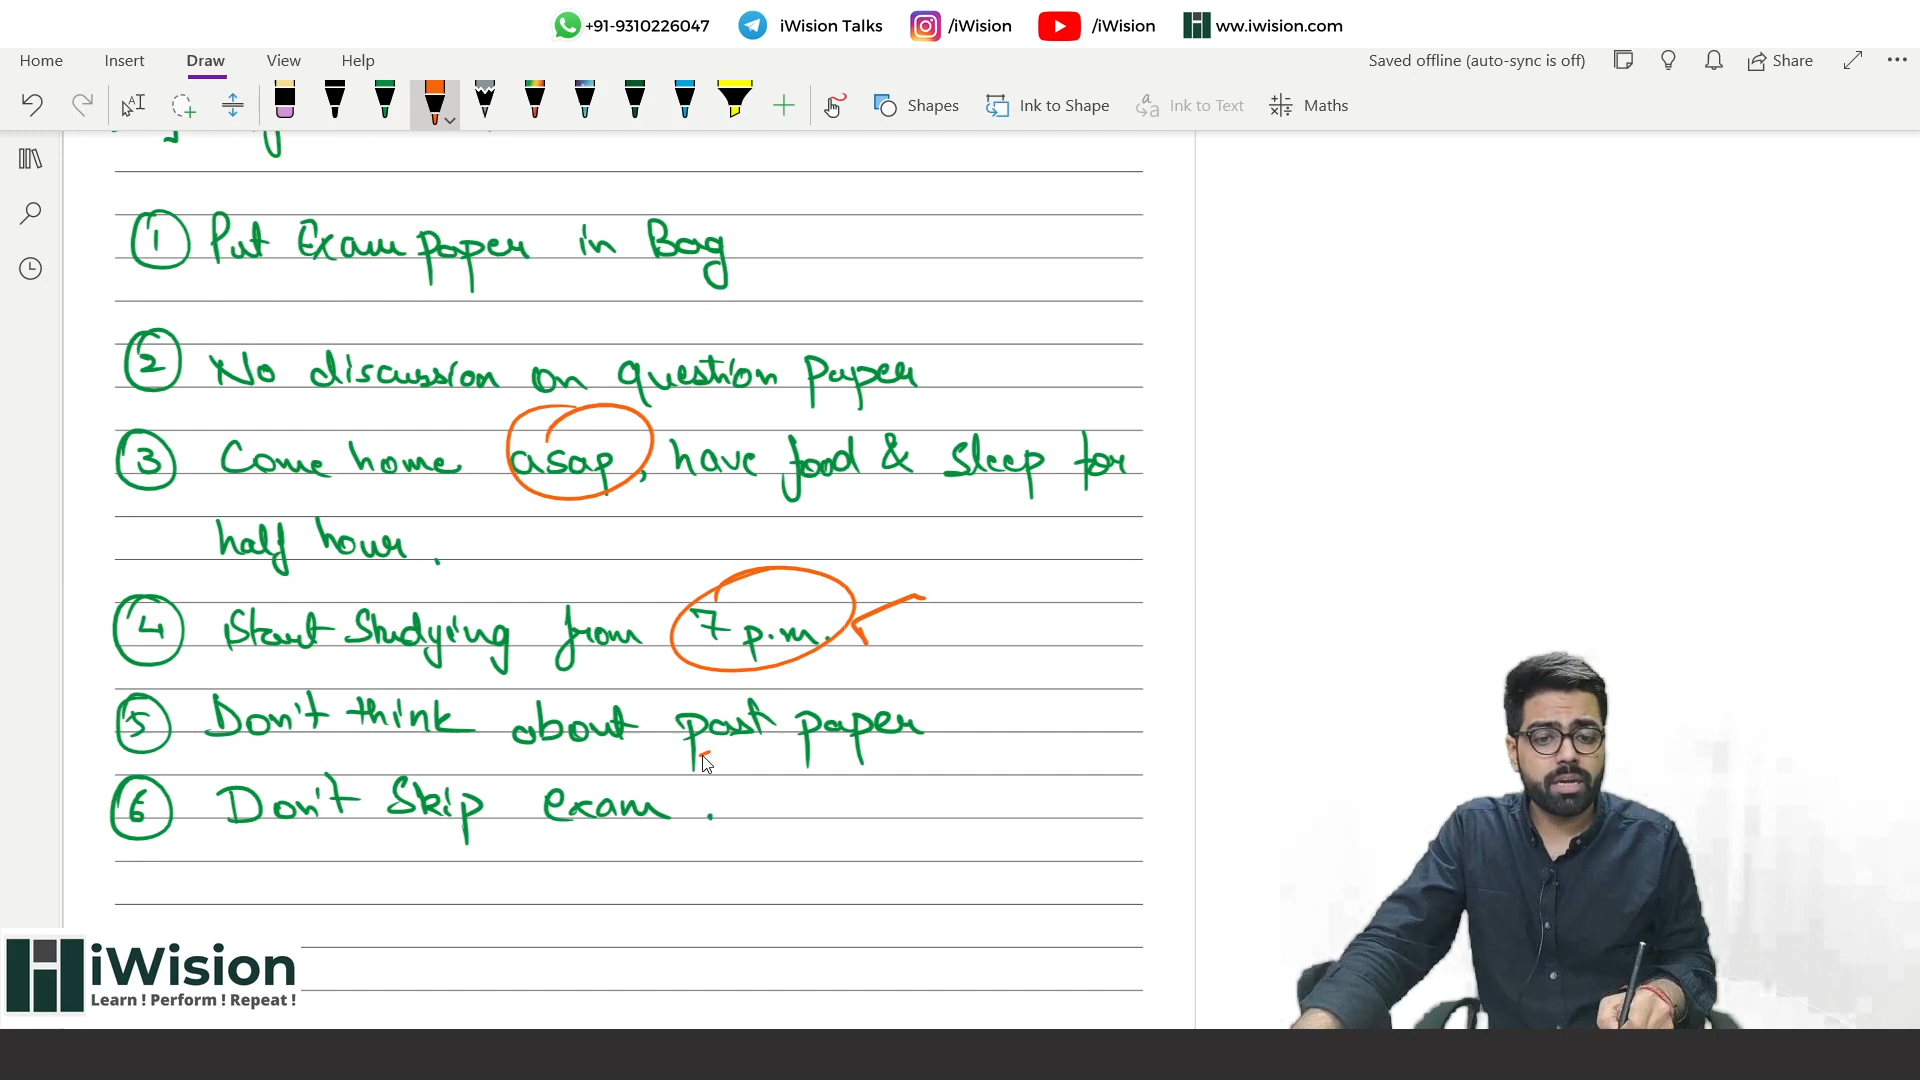 +91-9310226047 iWision Talks /iWision /iWision ww.iwision.com
Home Insert Draw View Help Saved offline (auto-sync is off) Share
Shapes Ink to Shape Ink to Text Maths
1 Put Exam paper in Bag
2 No discussion on question Paper
3 Come home asap, have food & sleep for
half hour.
4 Start Studying from 7 p.m.
5 Don't think about past paper
6 Don't Skip exam.
iWision
Learn ! Perform ! Repeat !